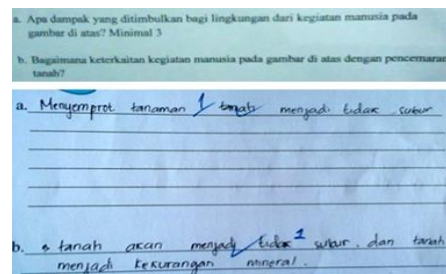 a. Apa dampak yang ditimbulkan bagi lingkungan dari kegiatan manusia pada
gambar di atas? Minimal 3
b. Bagaimana keterkaitan kegiatan manusia pada gambar di atas dengan pencemaran
tanah?
a. Menyemprot tanaman 1 tanah menjadi tidak subur
b. tanah akan menjadi tidak 1 subur. dan tanah
menjadi kekurangan mineral.